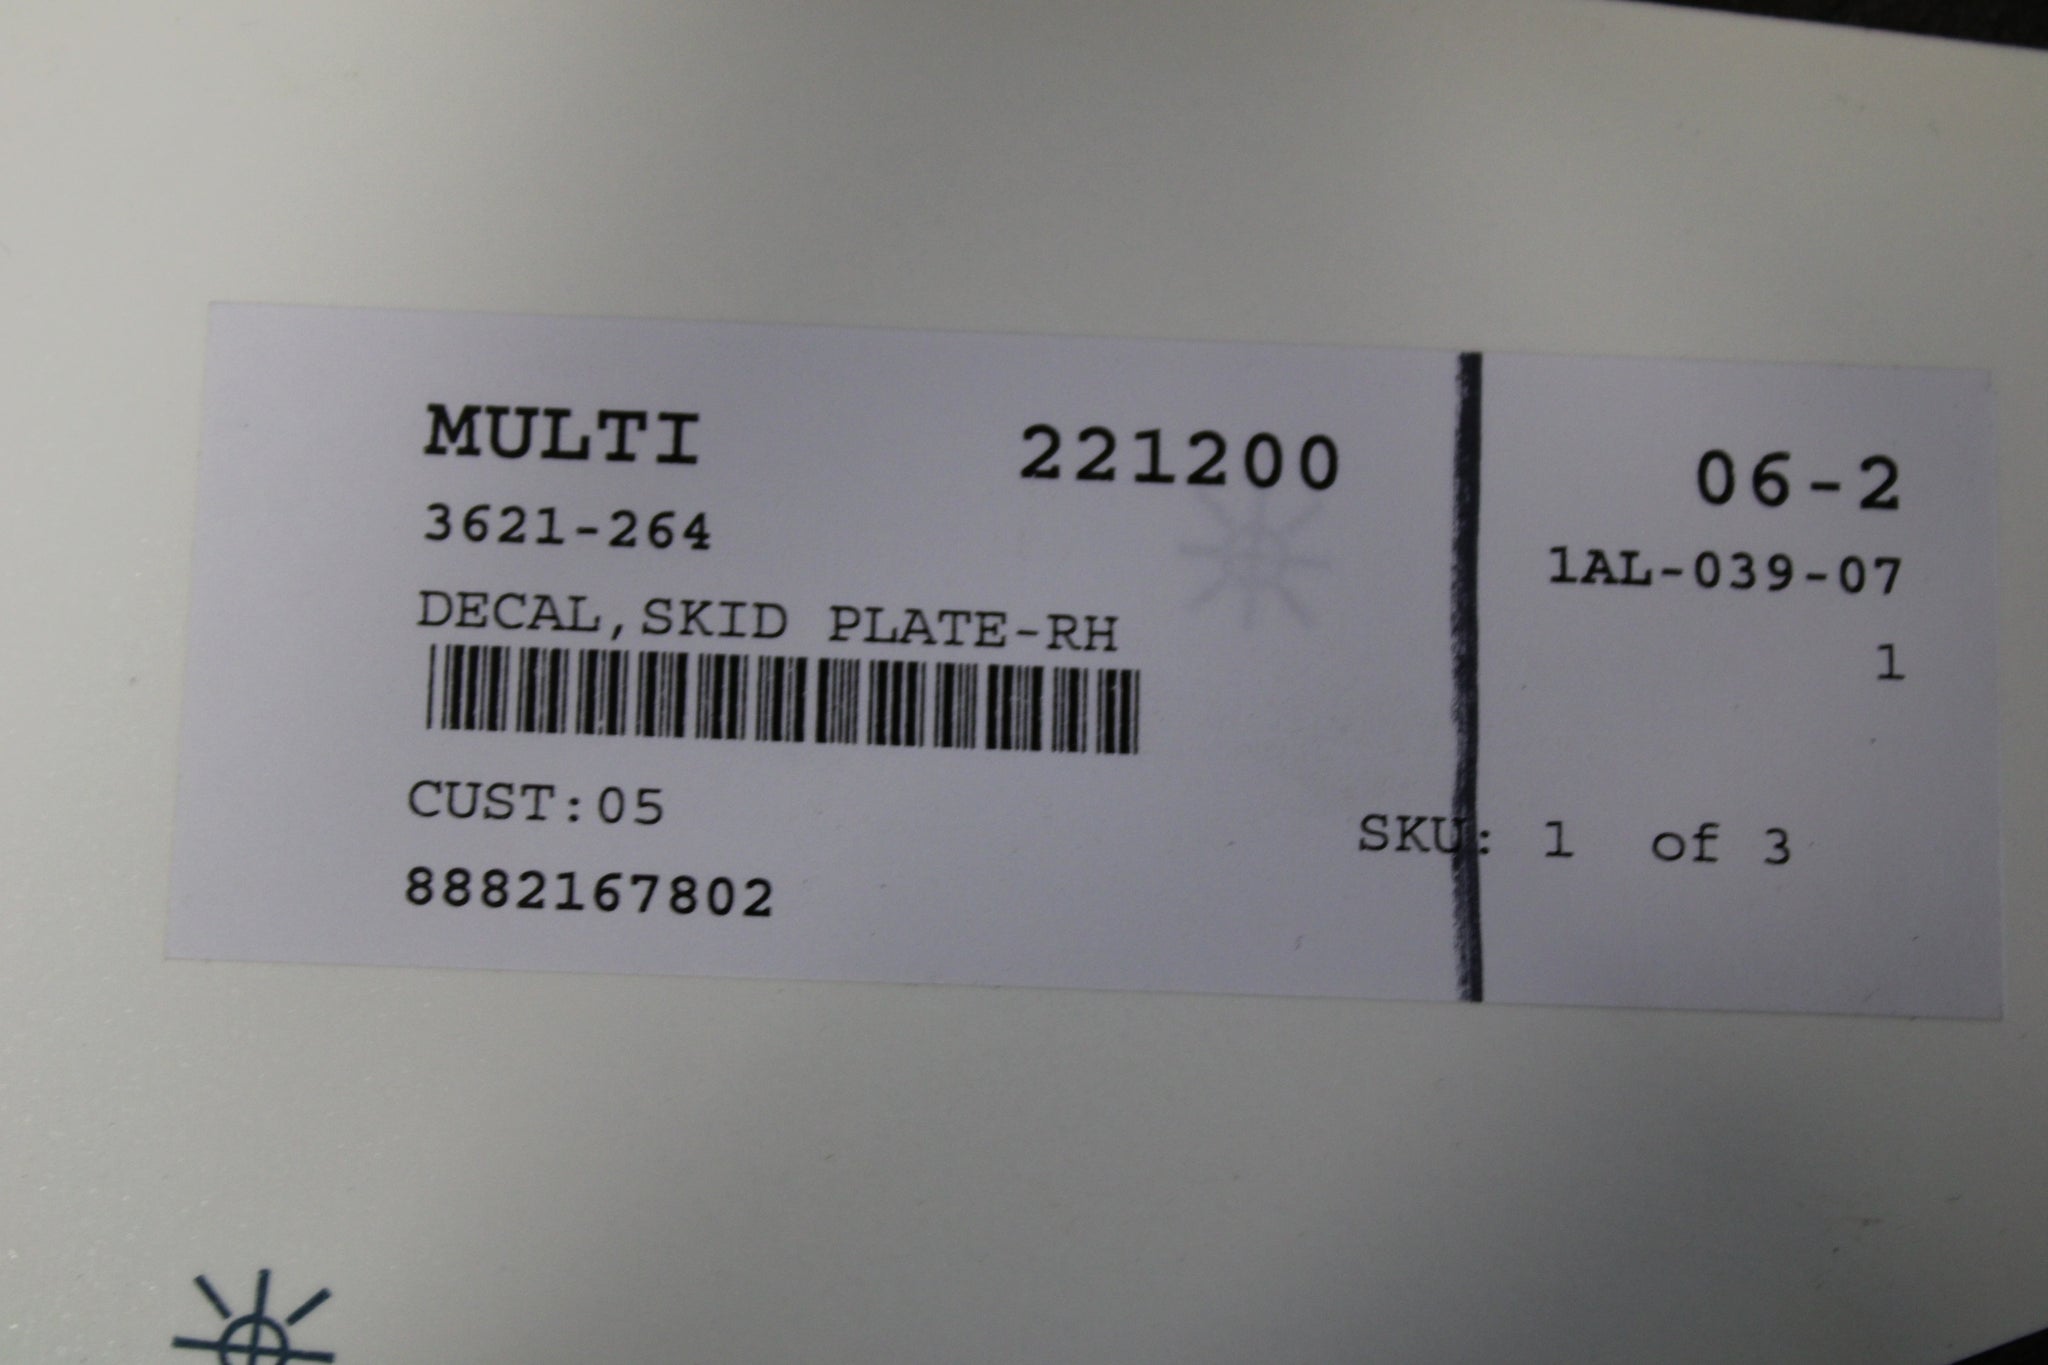 MULTI 221200 06-2
3621-264 1AL-039-07
DECAL,SKID PLATE-RH 1
CUST:05 SKU: 1 of 3
8882167802